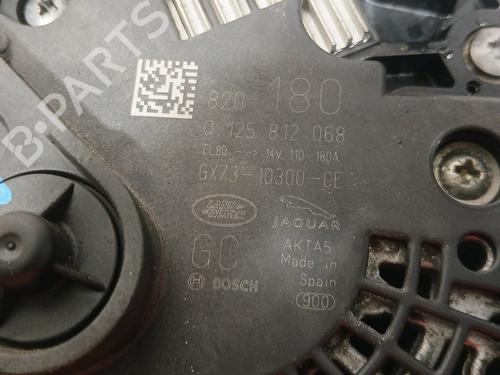 820 180
0 125 812 068
EL8D ---> 14V 110-180A
GX73-10300-CE
LAND ROVER
JAGUAR
GC
AKTA5
Made in
Spain
BOSCH
900
B-Parts